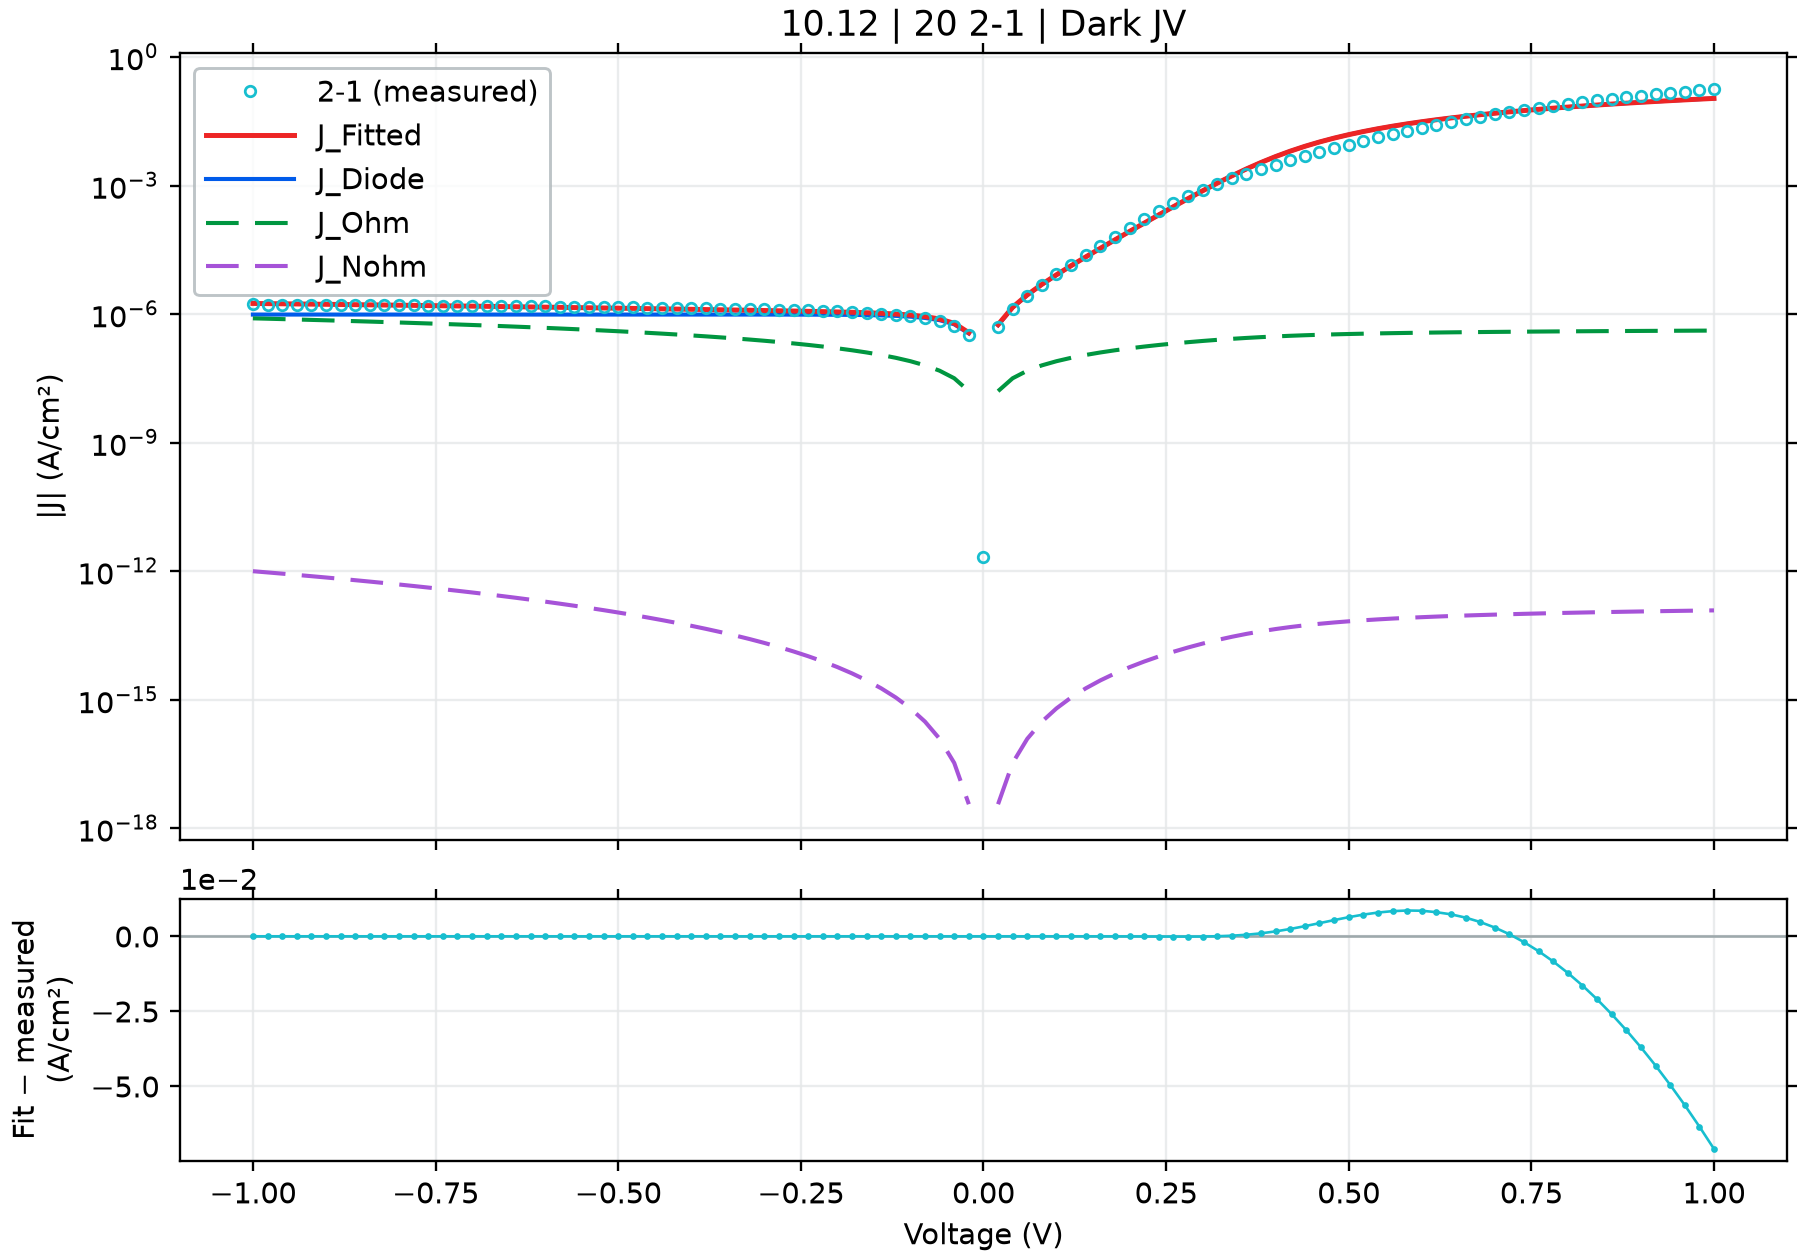 10.12 | 20 2-1 | Dark JV
2-1 (measured)
J_Fitted
J_Diode
J_Ohm
J_Nohm
10⁰
10⁻³
10⁻⁶
10⁻⁹
10⁻¹²
10⁻¹⁵
10⁻¹⁸
|J| (A/cm²)
1e−2
0.0
−2.5
−5.0
Fit − measured
(A/cm²)
−1.00 −0.75 −0.50 −0.25 0.00 0.25 0.50 0.75 1.00
Voltage (V)